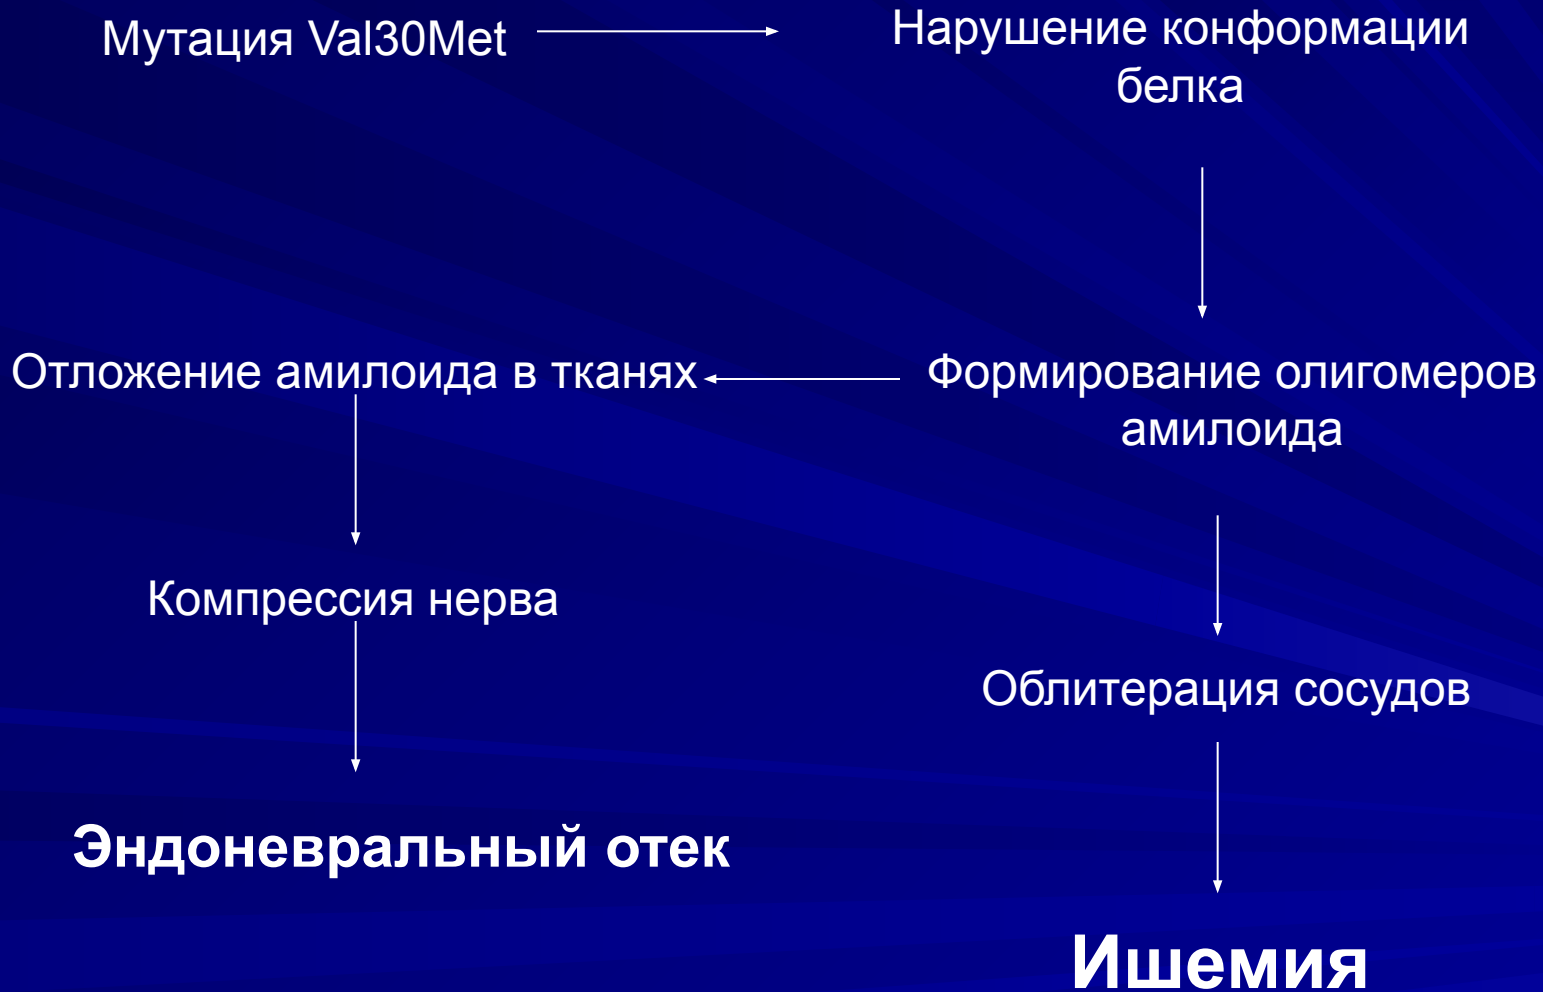 Мутация Val30Met
Нарушение конформации
белка
Отложение амилоида в тканях
Формирование олигомеров
амилоида
Компрессия нерва
Облитерация сосудов
Эндоневральный отек
Ишемия